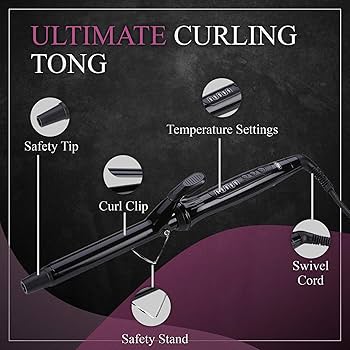 ULTIMATE CURLING
TONG
Temperature Settings
Safety Tip
Curl Clip
Swivel
Cord
Safety Stand